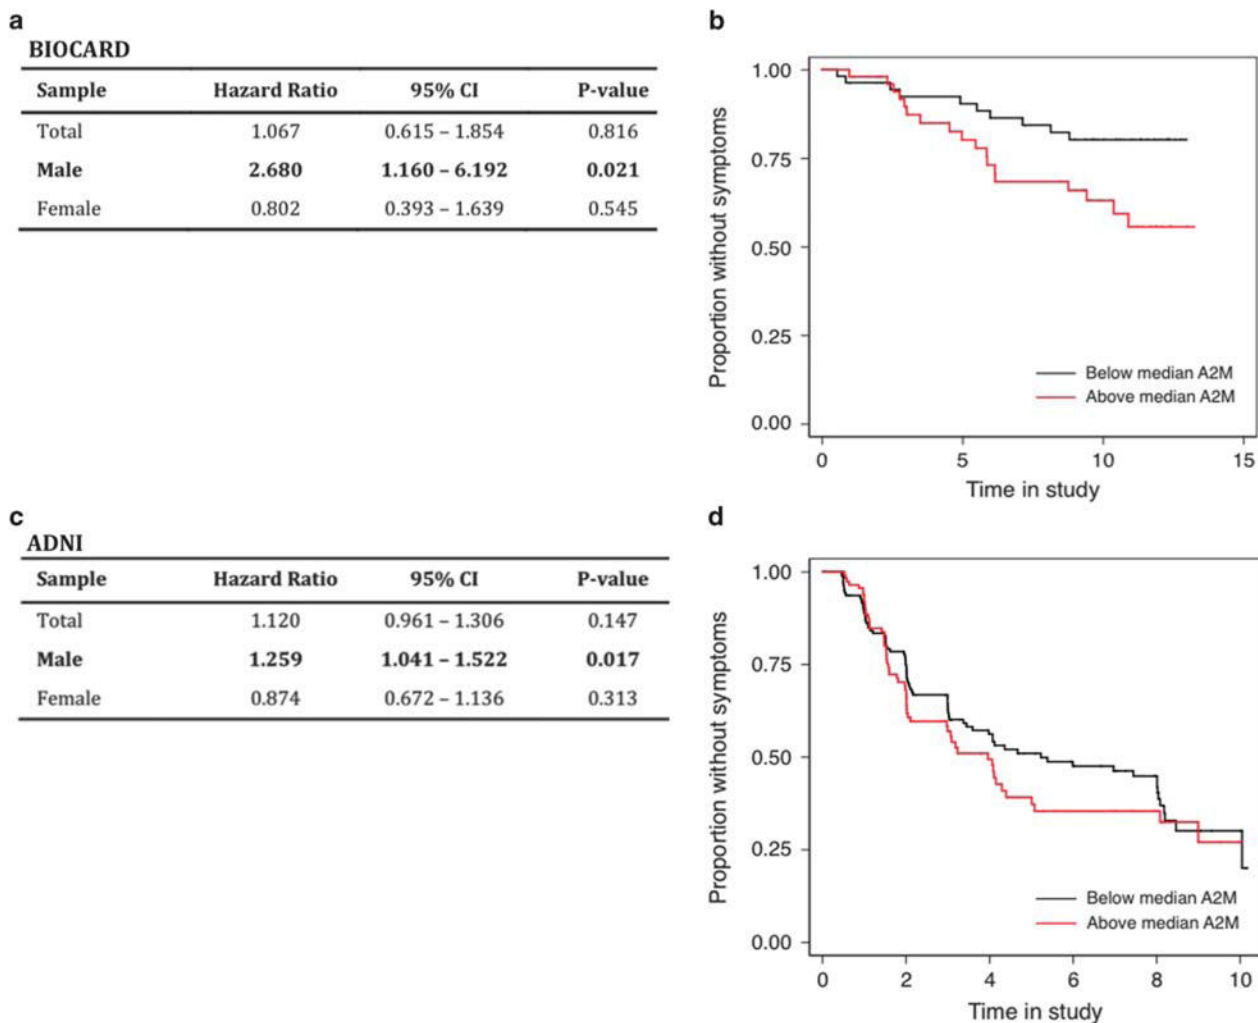 a
BIOCARD
Sample Hazard Ratio 95% CI P-value
Total 1.067 0.615 – 1.854 0.816
Male 2.680 1.160 – 6.192 0.021
Female 0.802 0.393 – 1.639 0.545
b
Proportion without symptoms
1.00
0.75
0.50
0.25
0.00
Below median A2M
Above median A2M
0 5 10 15
Time in study
c
ADNI
Sample Hazard Ratio 95% CI P-value
Total 1.120 0.961 – 1.306 0.147
Male 1.259 1.041 – 1.522 0.017
Female 0.874 0.672 – 1.136 0.313
d
Proportion without symptoms
1.00
0.75
0.50
0.25
0.00
Below median A2M
Above median A2M
0 2 4 6 8 10
Time in study